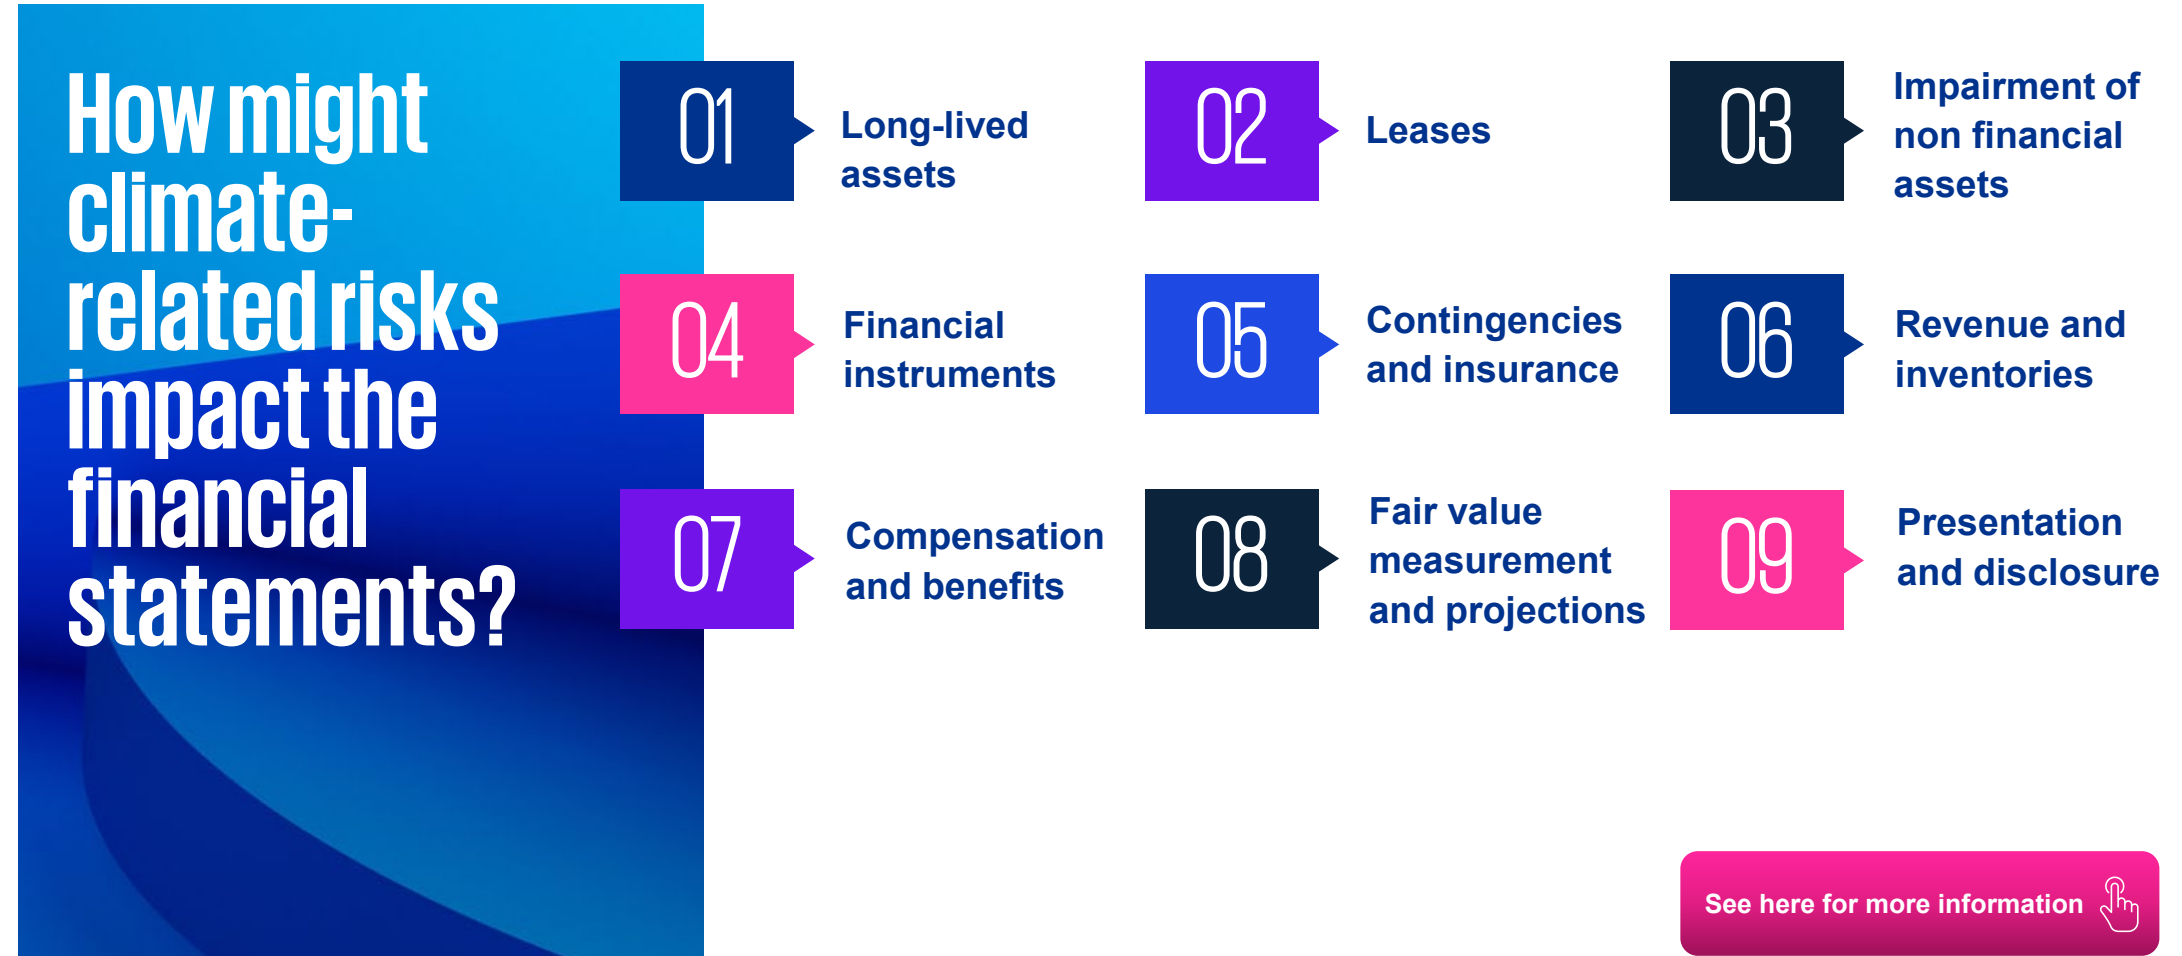 How might
climate-
related risks
impact the
financial
statements?
01
Long-lived
assets
02
Leases
03
Impairment of
non financial
assets
04
Financial
instruments
05
Contingencies
and insurance
06
Revenue and
inventories
07
Compensation
and benefits
08
Fair value
measurement
and projections
09
Presentation
and disclosure
See here for more information